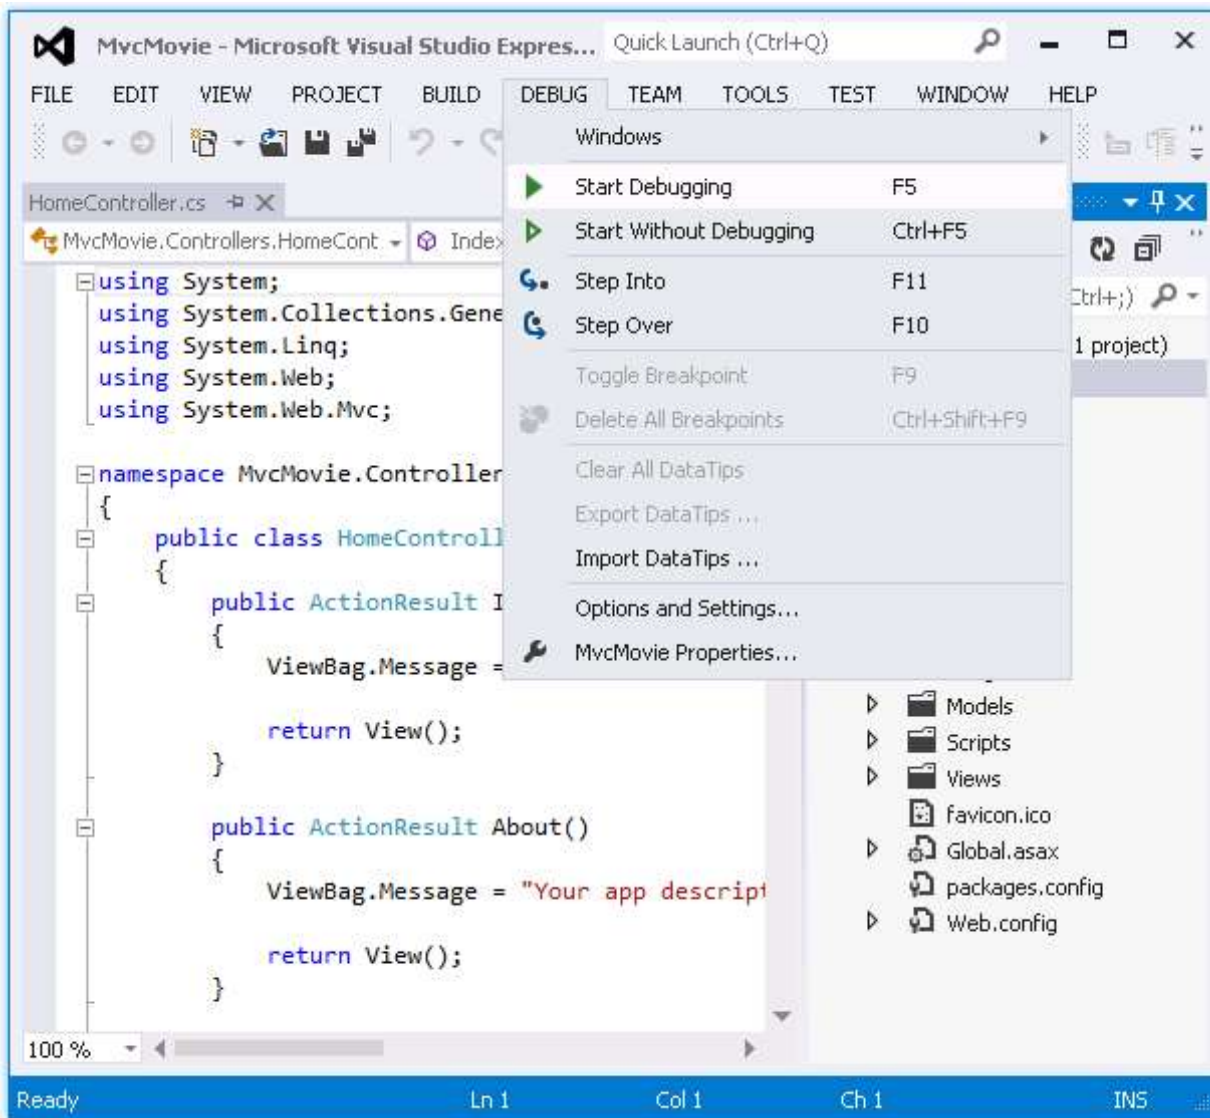 MvcMovie - Microsoft Visual Studio Expres... Quick Launch (Ctrl+Q)
FILE EDIT VIEW PROJECT BUILD DEBUG TEAM TOOLS TEST WINDOW HELP
Windows
Start Debugging F5
Start Without Debugging Ctrl+F5
Step Into F11
Step Over F10
Toggle Breakpoint F9
Delete All Breakpoints Ctrl+Shift+F9
Clear All DataTips
Export DataTips ...
Import DataTips ...
Options and Settings...
MvcMovie Properties...
HomeController.cs
MvcMovie.Controllers.HomeCont Index
using System;
using System.Collections.Gene
using System.Linq;
using System.Web;
using System.Web.Mvc;
namespace MvcMovie.Controller
{
public class HomeControll
{
public ActionResult I
{
ViewBag.Message =
return View();
}
public ActionResult About()
{
ViewBag.Message = "Your app descript
return View();
}
100 %
Ctrl+;)
1 project)
Models
Scripts
Views
favicon.ico
Global.asax
packages.config
Web.config
Ready Ln 1 Col 1 Ch 1 INS